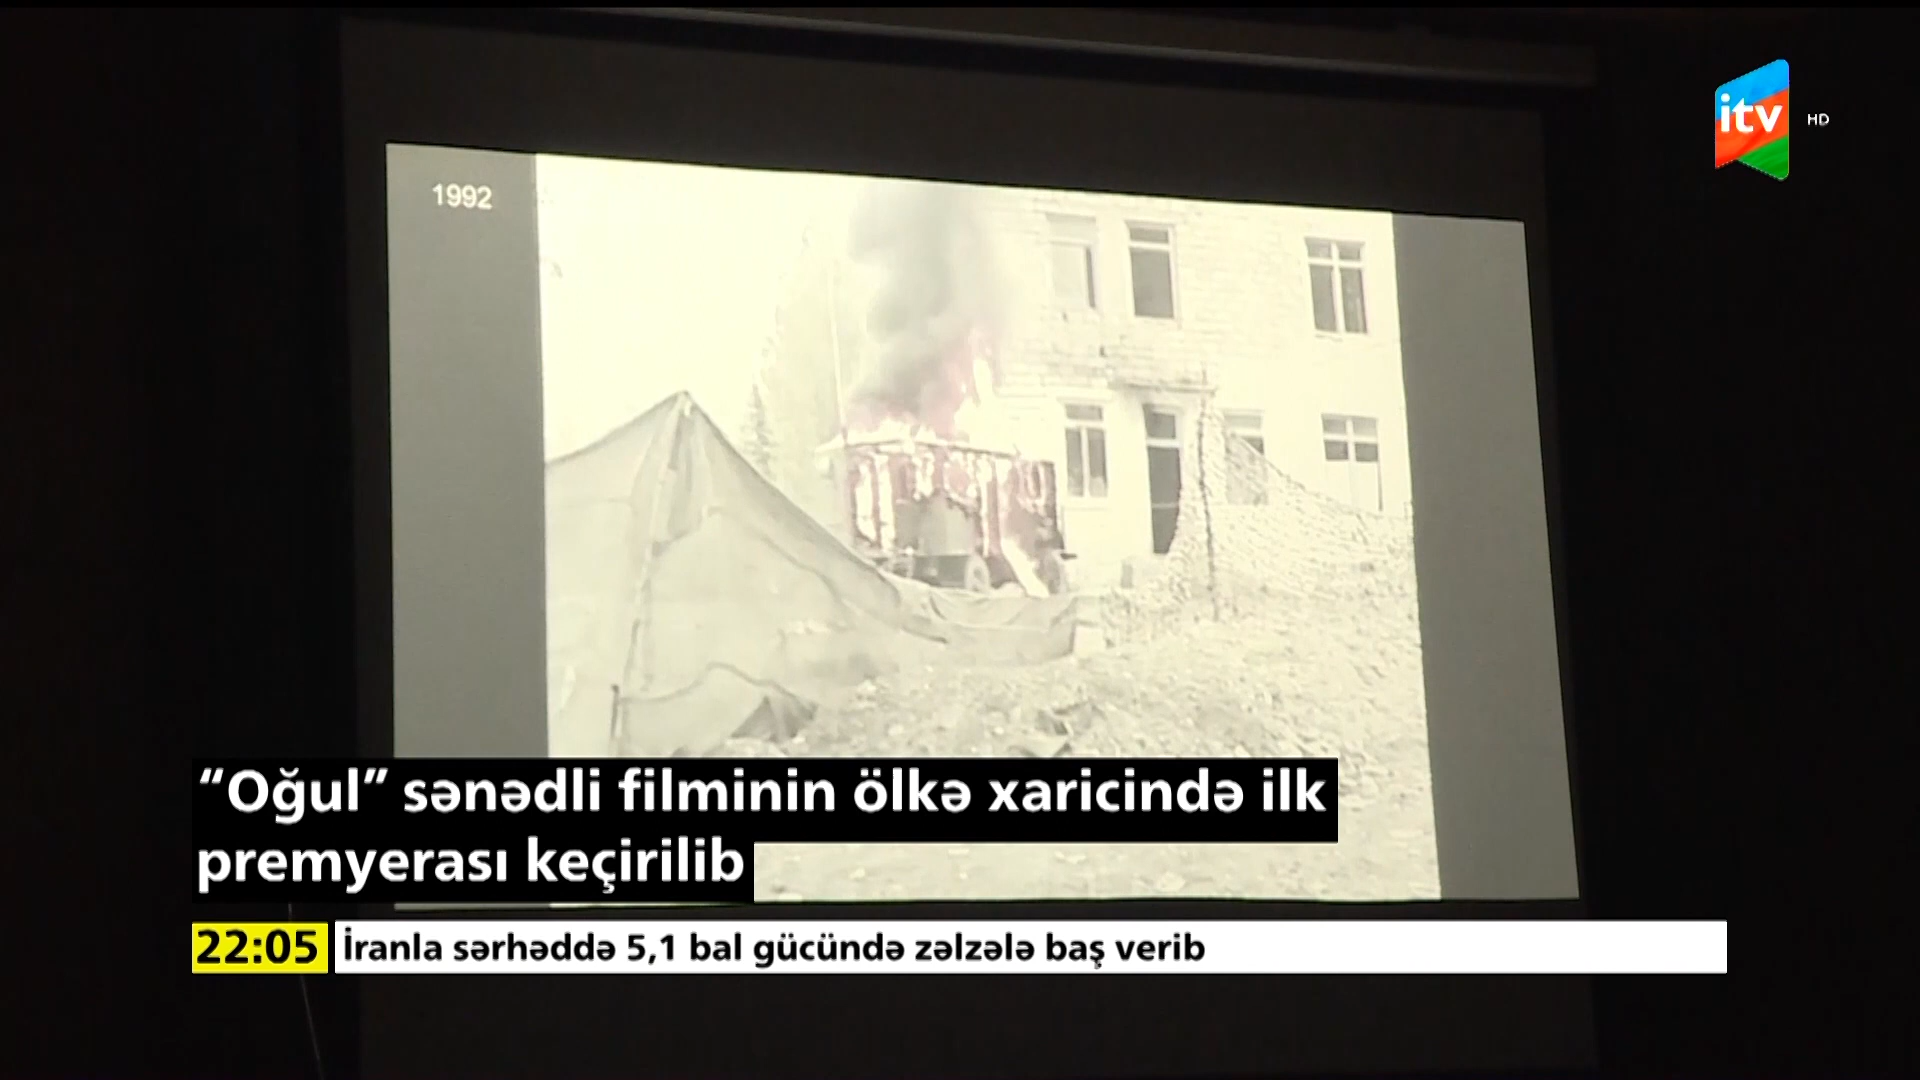 itv HD
1992
“Oğul” sənədli filminin ölkə xaricində ilk
premyerası keçirilib
22:05 İranla sərhəddə 5,1 bal gücündə zəlzələ baş verib